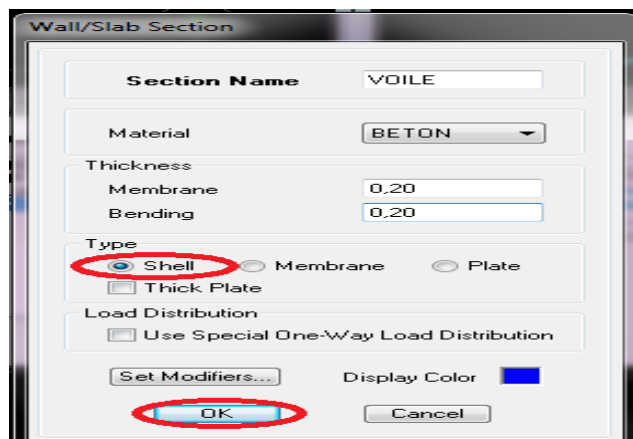 Wall/Slab Section
Section Name VOILE
Material BETON
Thickness
Membrane 0,20
Bending 0,20
Type
Shell Membrane Plate
Thick Plate
Load Distribution
Use Special One-Way Load Distribution
Set Modifiers... Display Color
OK Cancel